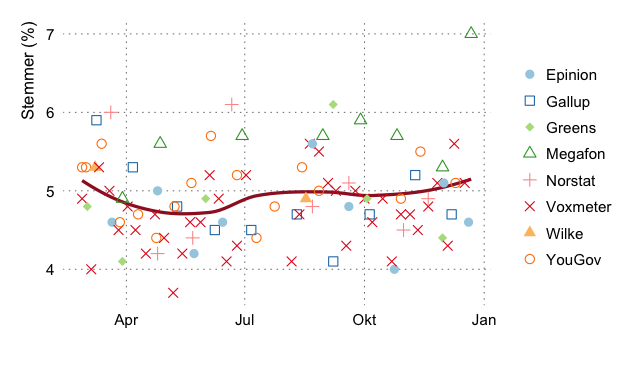 Stemmer (%)
7
6
5
4
Apr
Jul
Okt
Jan
Epinion
Gallup
Greens
Megafon
Norstat
Voxmeter
Wilke
YouGov